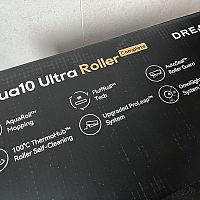 ua10 Ultra Roller Complete
DREA
AquaRoll™
Mopping
FluffRoll™
Tech
AutoSeal™
Roller Guard
100°C ThermoHub™
Roller Self-Cleaning
Upgraded ProLeap™
System
System